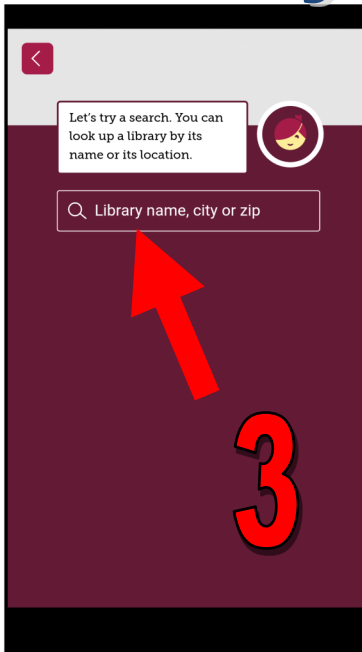 Let's try a search. You can
look up a library by its
name or its location.
Library name, city or zip
3